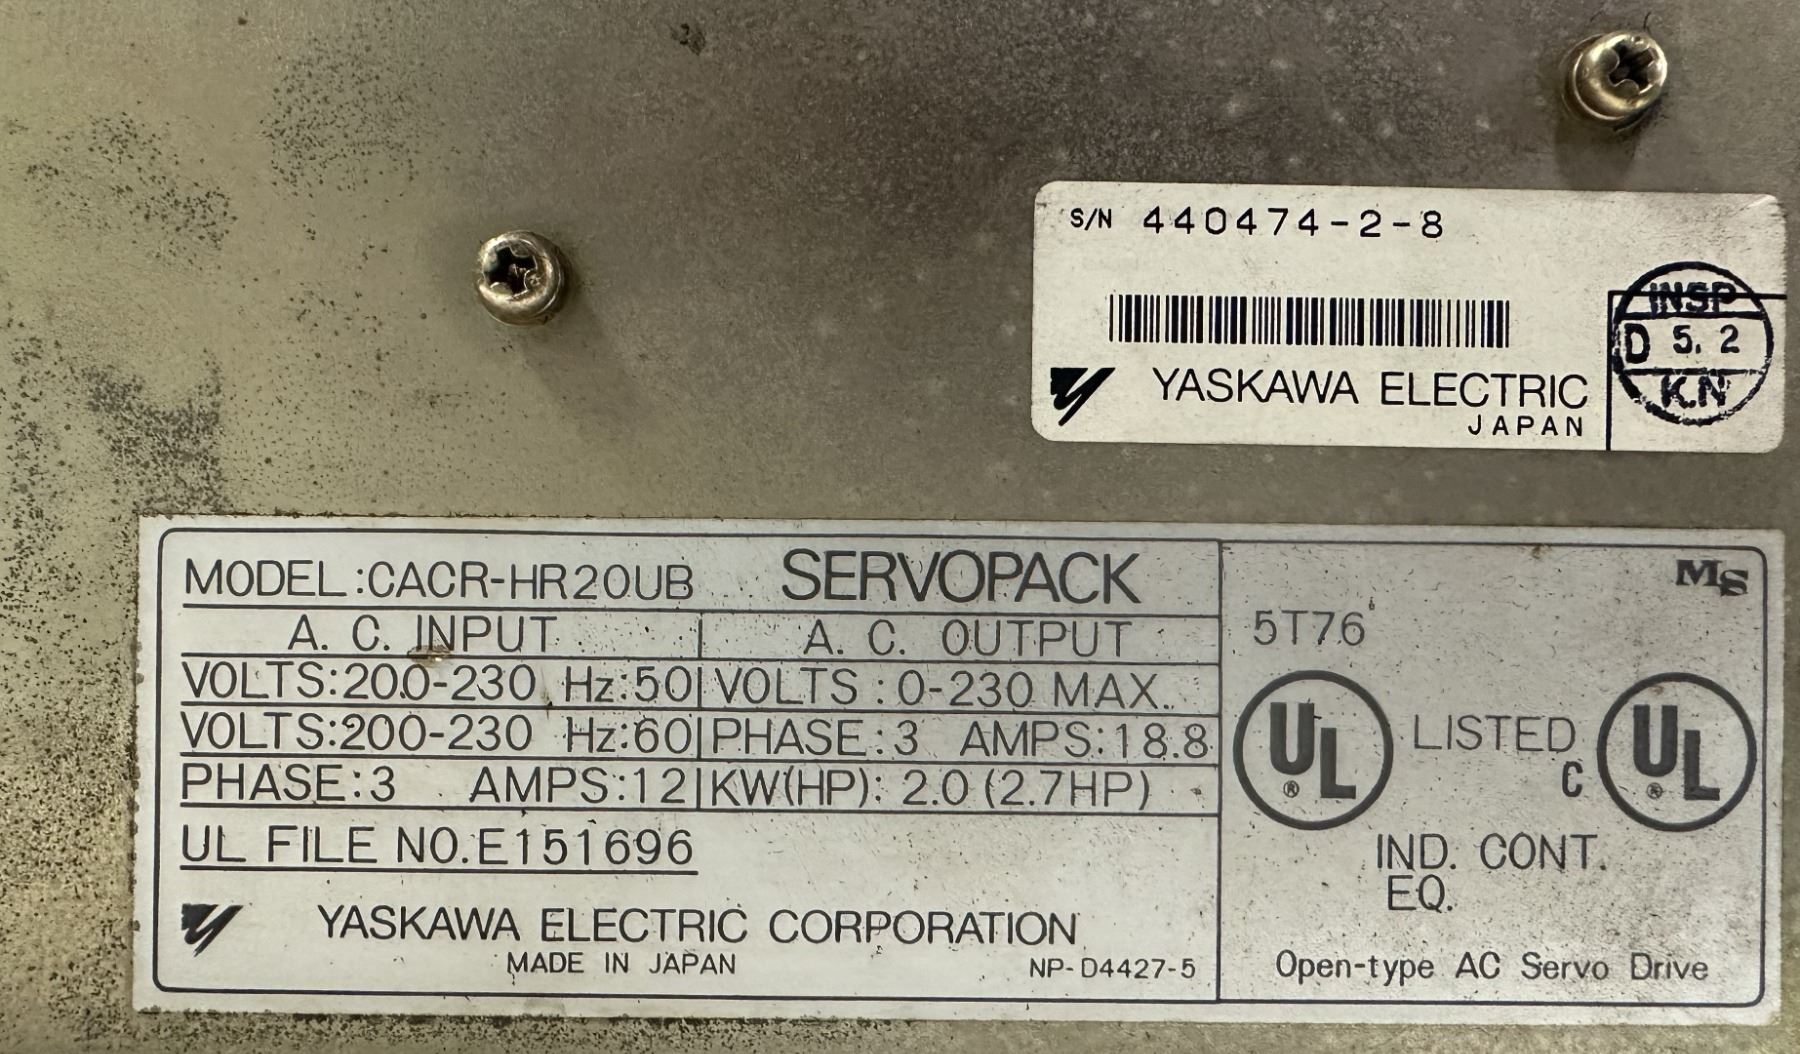 S/N 440474-2-8
INSP
D 5. 2
K.N
YASKAWA ELECTRIC
JAPAN
MODEL:CACR-HR20UB SERVOPACK
A. C. INPUT A. C. OUTPUT
VOLTS:200-230 Hz:50 VOLTS : 0-230 MAX.
VOLTS:200-230 Hz:60 PHASE:3 AMPS:18.8
PHASE:3 AMPS:12 KW(HP): 2.0 (2.7HP)
UL FILE NO.E151696
YASKAWA ELECTRIC CORPORATION
MADE IN JAPAN NP-D4427-5
MS
5T76
UL® LISTED C UL®
IND. CONT.
EQ.
Open-type AC Servo Drive